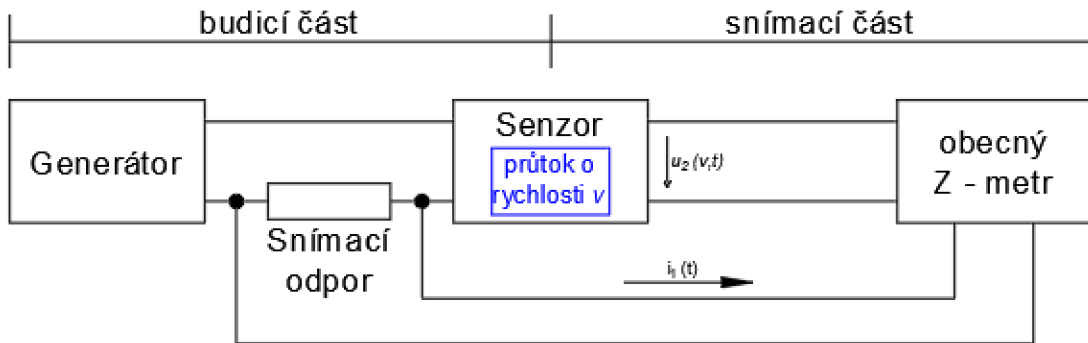 budicí část
snímací část
Generátor
Senzor
průtok o
rychlosti v
u₂(v,t)
obecný
Z - metr
Snímací
odpor
i₁(t)